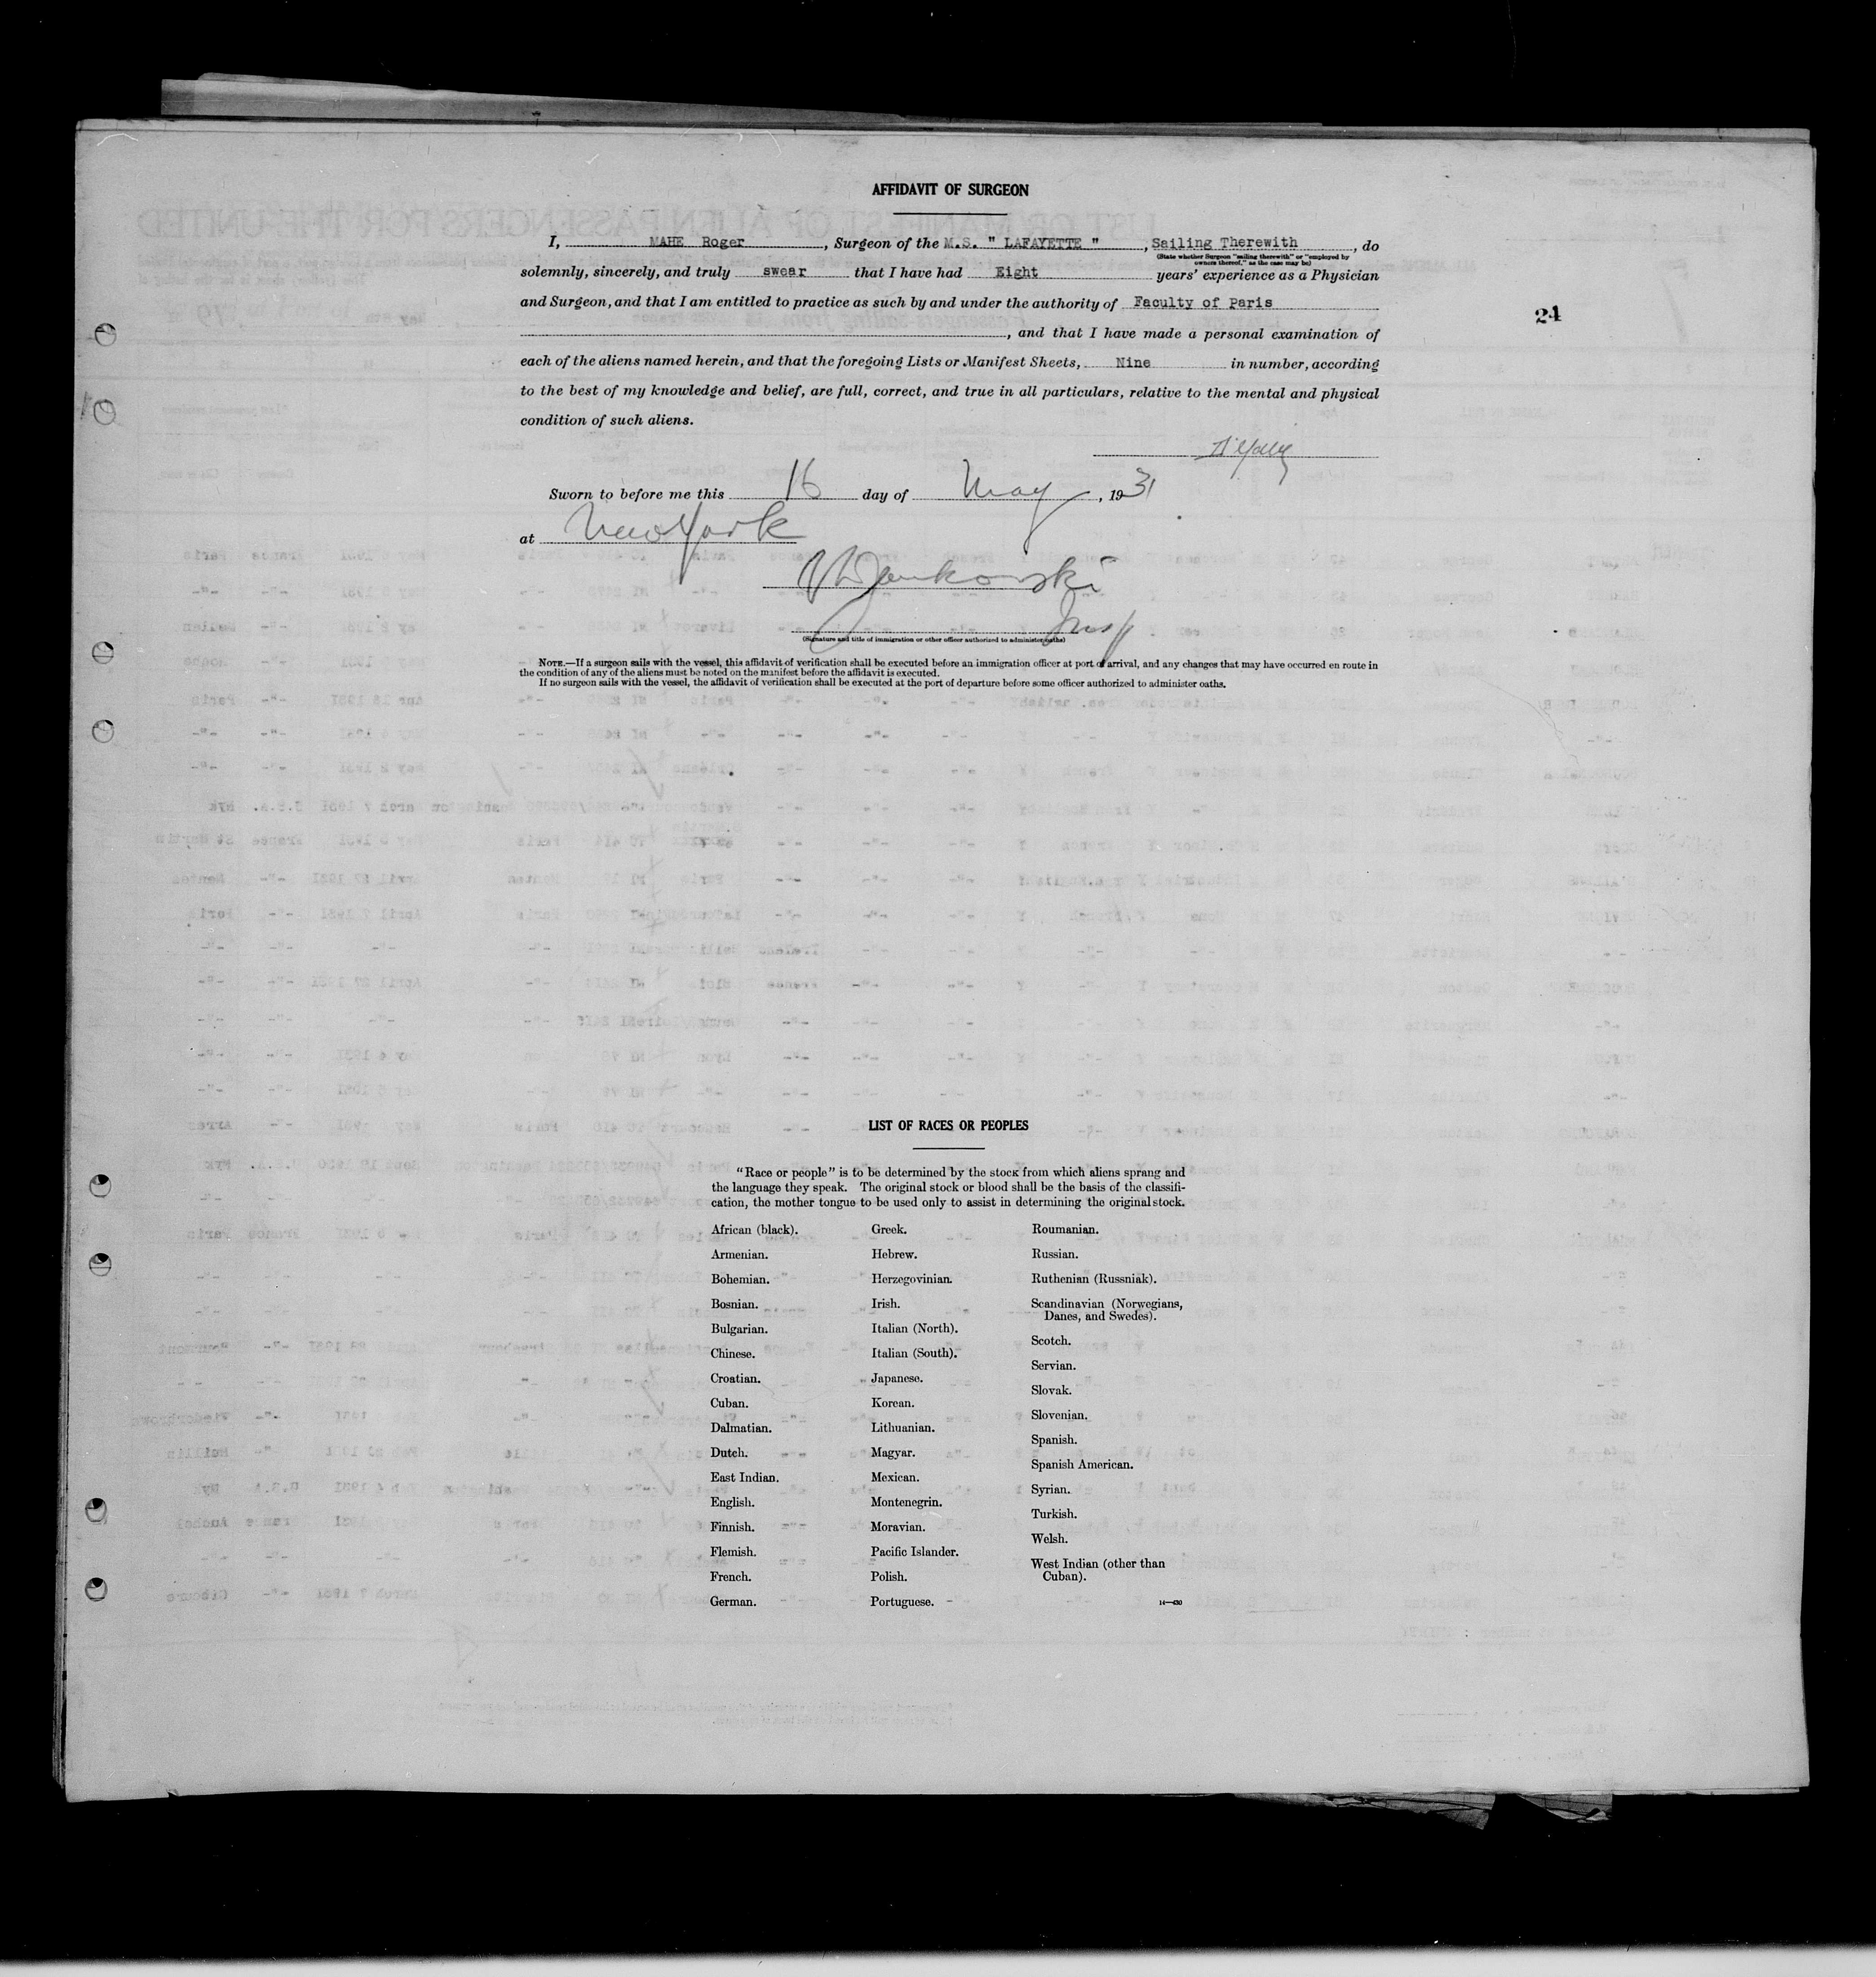 AFFIDAVIT OF SURGEON
I, MAHE Roger, Surgeon of the M.S. " LAFAYETTE ", Sailing Therewith, do
(State whether Surgeon "sailing therewith" or "employed by
owners thereof," as the case may be)
solemnly, sincerely, and truly swear that I have had Eight years' experience as a Physician
and Surgeon, and that I am entitled to practice as such by and under the authority of Faculty of Paris
, and that I have made a personal examination of
24
each of the aliens named herein, and that the foregoing Lists or Manifest Sheets, Nine in number, according
to the best of my knowledge and belief, are full, correct, and true in all particulars, relative to the mental and physical
condition of such aliens.
Sworn to before me this 16 day of May, 1931
at New York
Jankowski
Insp
(Signature and title of immigration or other officer authorized to administer oaths)
NOTE.—If a surgeon sails with the vessel, this affidavit of verification shall be executed before an immigration officer at port of arrival, and any changes that may have occurred en route in
the condition of any of the aliens must be noted on the manifest before the affidavit is executed.
If no surgeon sails with the vessel, the affidavit of verification shall be executed at the port of departure before some officer authorized to administer oaths.
LIST OF RACES OR PEOPLES
"Race or people" is to be determined by the stock from which aliens sprang and
the language they speak. The original stock or blood shall be the basis of the classifi-
cation, the mother tongue to be used only to assist in determining the original stock.
African (black).
Armenian.
Bohemian.
Bosnian.
Bulgarian.
Chinese.
Croatian.
Cuban.
Dalmatian.
Dutch.
East Indian.
English.
Finnish.
Flemish.
French.
German.
Greek.
Hebrew.
Herzegovinian.
Irish.
Italian (North).
Italian (South).
Japanese.
Korean.
Lithuanian.
Magyar.
Mexican.
Montenegrin.
Moravian.
Pacific Islander.
Polish.
Portuguese.
Roumanian.
Russian.
Ruthenian (Russniak).
Scandinavian (Norwegians,
Danes, and Swedes).
Scotch.
Servian.
Slovak.
Slovenian.
Spanish.
Spanish American.
Syrian.
Turkish.
Welsh.
West Indian (other than
Cuban).